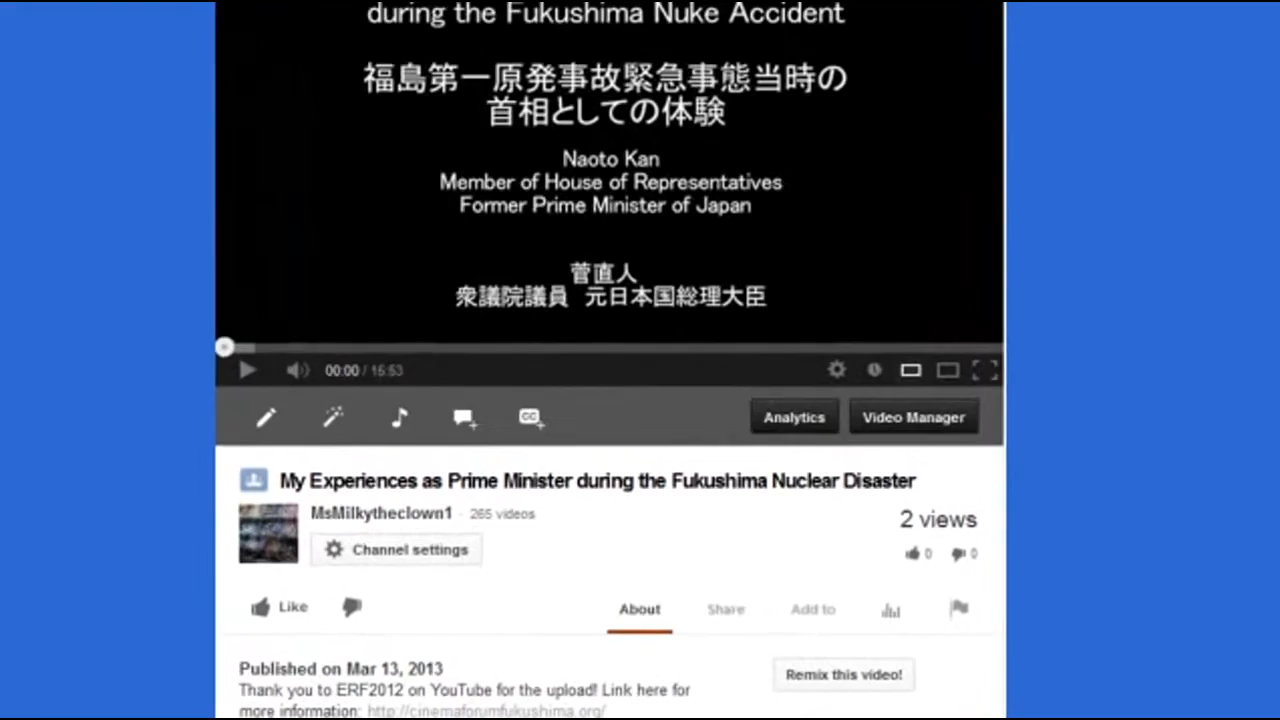 during the Fukushima Nuke Accident
福島第一原発事故緊急事態当時の
首相としての体験
Naoto Kan
Member of House of Representatives
Former Prime Minister of Japan
菅直人
衆議院議員 元日本国総理大臣
00:00 / 15:53
CC
Analytics
Video Manager
My Experiences as Prime Minister during the Fukushima Nuclear Disaster
MsMilkytheclown1 · 265 videos
2 views
Channel settings
0 0
Like
About Share Add to
Published on Mar 13, 2013
Remix this video!
Thank you to ERF2012 on YouTube for the upload! Link here for
more information: http://cinemaforumfukushima.org/